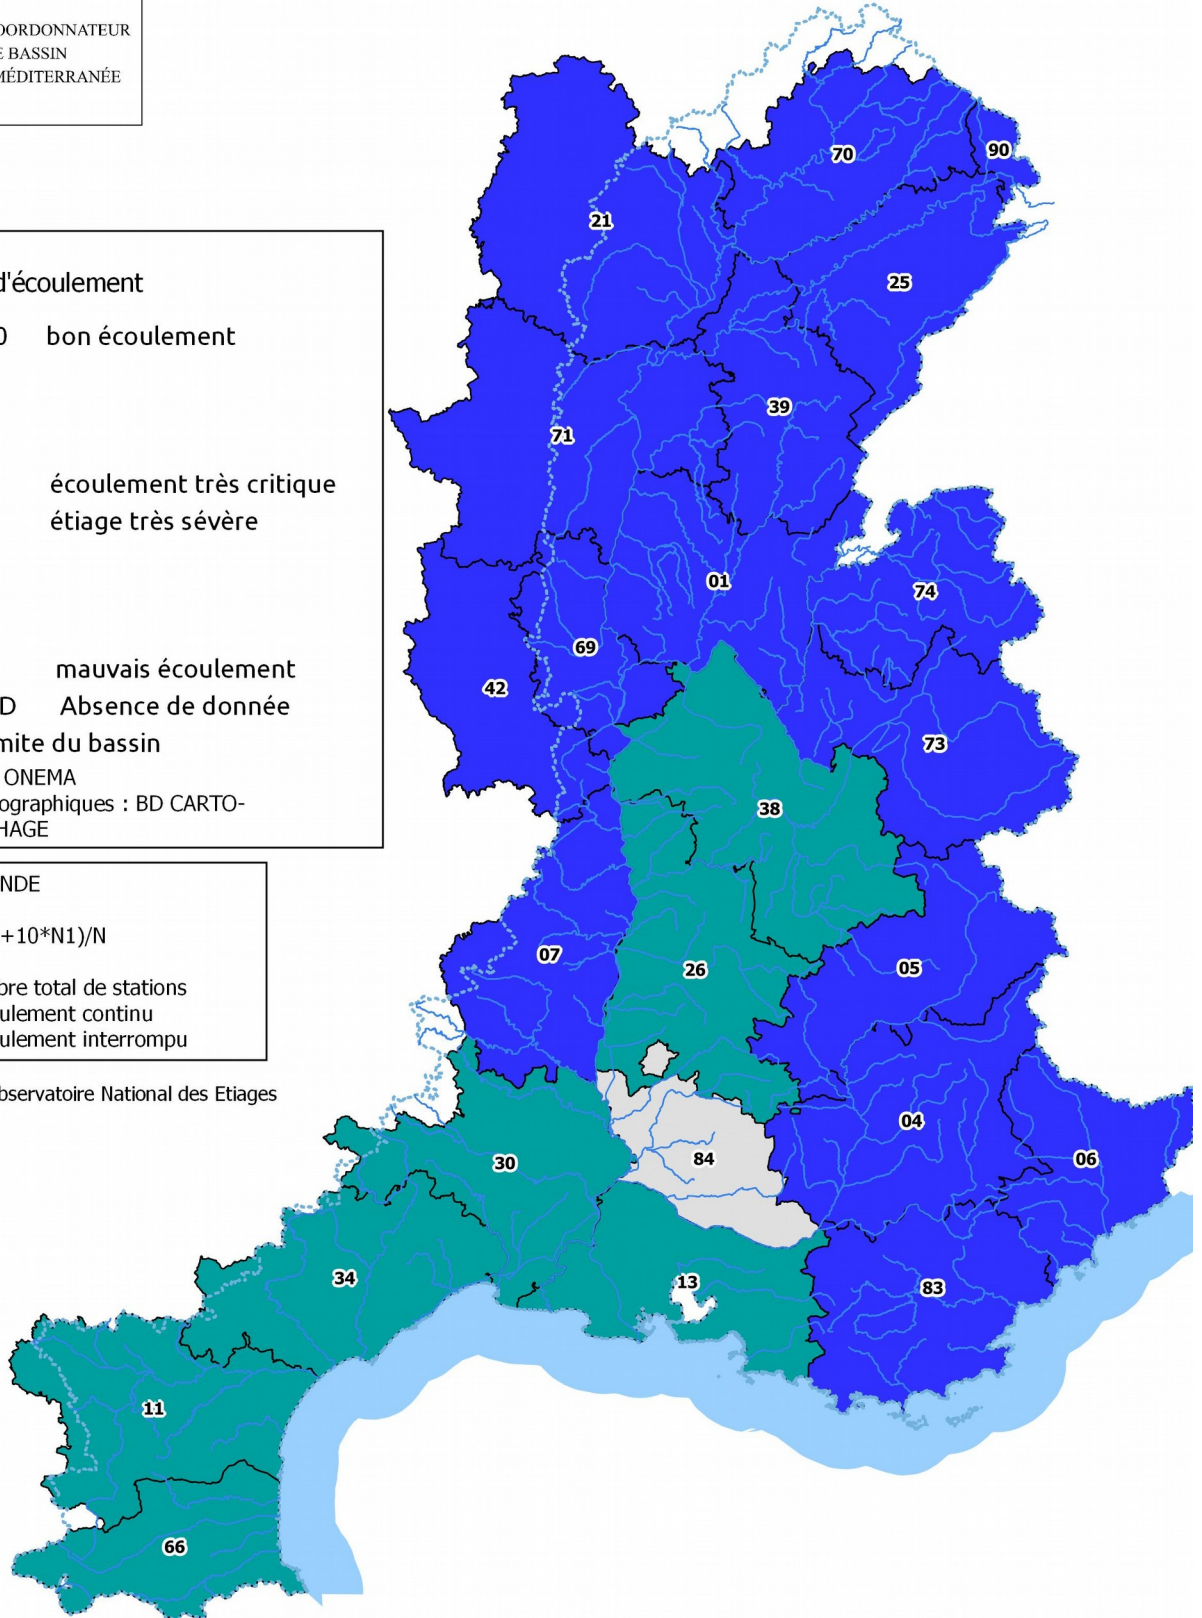 OORDONNATEUR
E BASSIN
MÉDITERRANÉE
d'écoulement
0 bon écoulement
écoulement très critique
étiage très sévère
mauvais écoulement
D Absence de donnée
mite du bassin
ONEMA
ographiques : BD CARTO-
HAGE
NDE
+10*N1)/N
bre total de stations
ulement continu
ulement interrompu
bservatoire National des Etiages
70
90
21
25
39
71
01
74
69
42
73
38
07
26
05
04
30
84
06
34
13
83
11
66